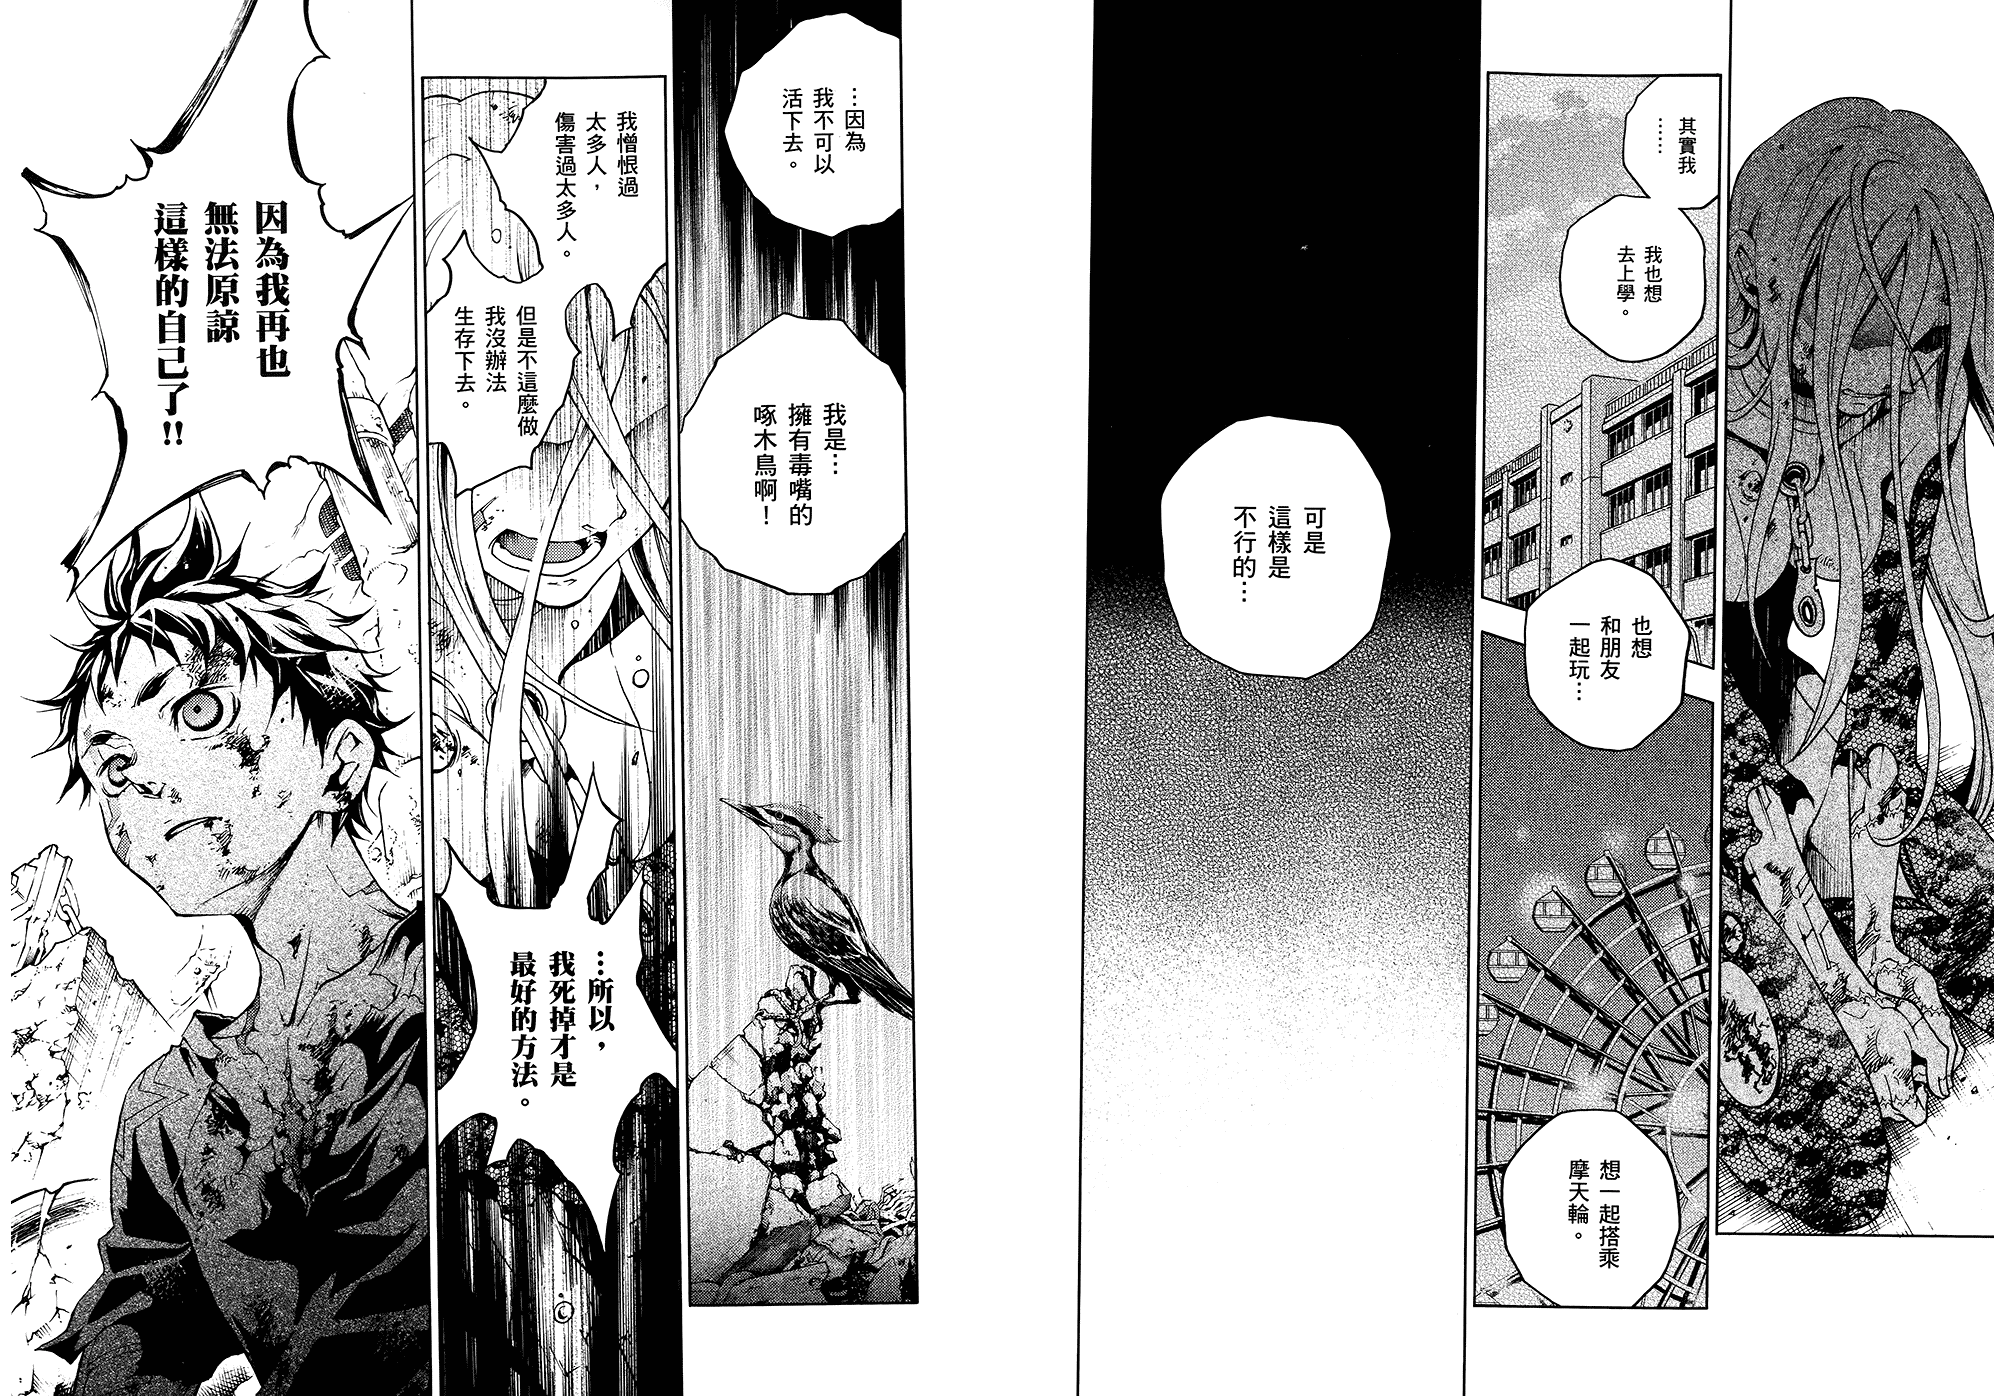 其實我
……
我也想
去上學。
也想
和朋友
一起玩…
想一起搭乘
摩天輪。
可是
這樣是
不行的…
…因為
我不可以
活下去。
我是…
擁有毒嘴的
啄木鳥啊！
我憎恨過
太多人，
傷害過太多人。
但是不這麼做
我沒辦法
生存下去。
…所以，
我死掉才是
最好的方法。
因為我再也
無法原諒
這樣的自己了!!